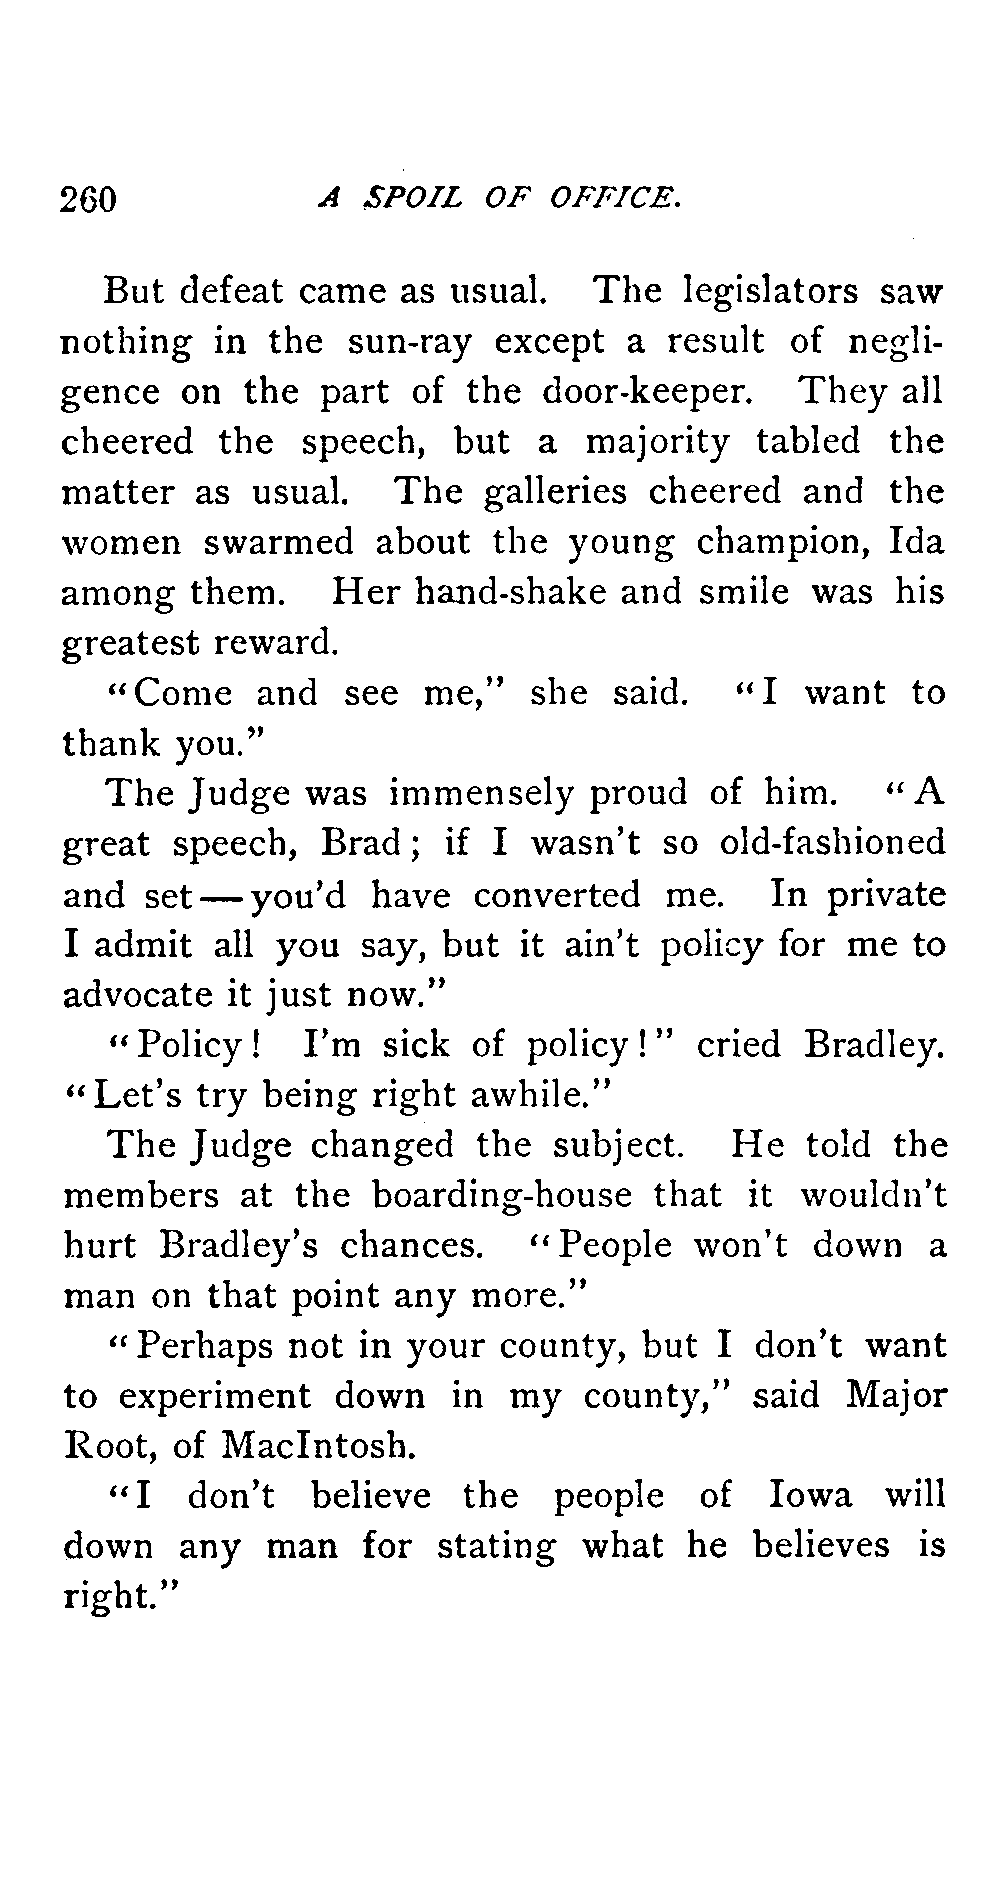 260 A SPOIL OF OFFICE.
But defeat came as usual. The legislators saw
nothing in the sun-ray except a result of negli-
gence on the part of the door-keeper. They all
cheered the speech, but a majority tabled the
matter as usual. The galleries cheered and the
women swarmed about the young champion, Ida
among them. Her hand-shake and smile was his
greatest reward.
"Come and see me," she said. "I want to
thank you."
The Judge was immensely proud of him. "A
great speech, Brad; if I wasn't so old-fashioned
and set—you'd have converted me. In private
I admit all you say, but it ain't policy for me to
advocate it just now."
"Policy! I'm sick of policy!" cried Bradley.
"Let's try being right awhile."
The Judge changed the subject. He told the
members at the boarding-house that it wouldn't
hurt Bradley's chances. "People won't down a
man on that point any more."
"Perhaps not in your county, but I don't want
to experiment down in my county," said Major
Root, of MacIntosh.
"I don't believe the people of Iowa will
down any man for stating what he believes is
right."